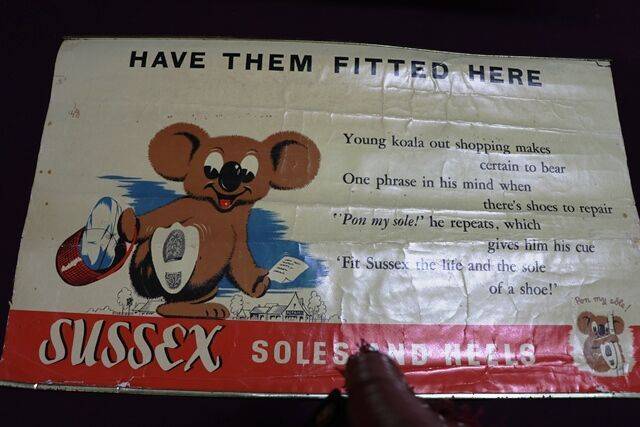 HAVE THEM FITTED HERE
Young koala out shopping makes
certain to bear
One phrase in his mind when
there's shoes to repair
"Pon my sole!' he repeats, which
gives him his cue
'Fit Sussex the life and the sole
of a shoe!'
Pon my sole!
SUSSEX SOLES AND HEELS